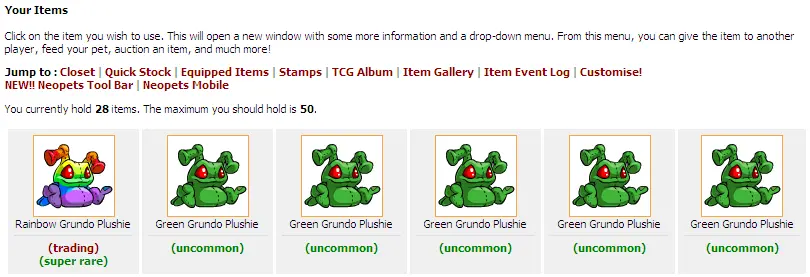 Your Items
Click on the item you wish to use. This will open a new window with some more information and a drop-down menu. From this menu, you can give the item to another
player, feed your pet, auction an item, and much more!
Jump to : Closet | Quick Stock | Equipped Items | Stamps | TCG Album | Item Gallery | Item Event Log | Customise!
NEW!! Neopets Tool Bar | Neopets Mobile
You currently hold 28 items. The maximum you should hold is 50.
Rainbow Grundo Plushie Green Grundo Plushie Green Grundo Plushie Green Grundo Plushie Green Grundo Plushie Green Grundo Plushie
(trading) (uncommon) (uncommon) (uncommon) (uncommon) (uncommon)
(super rare)